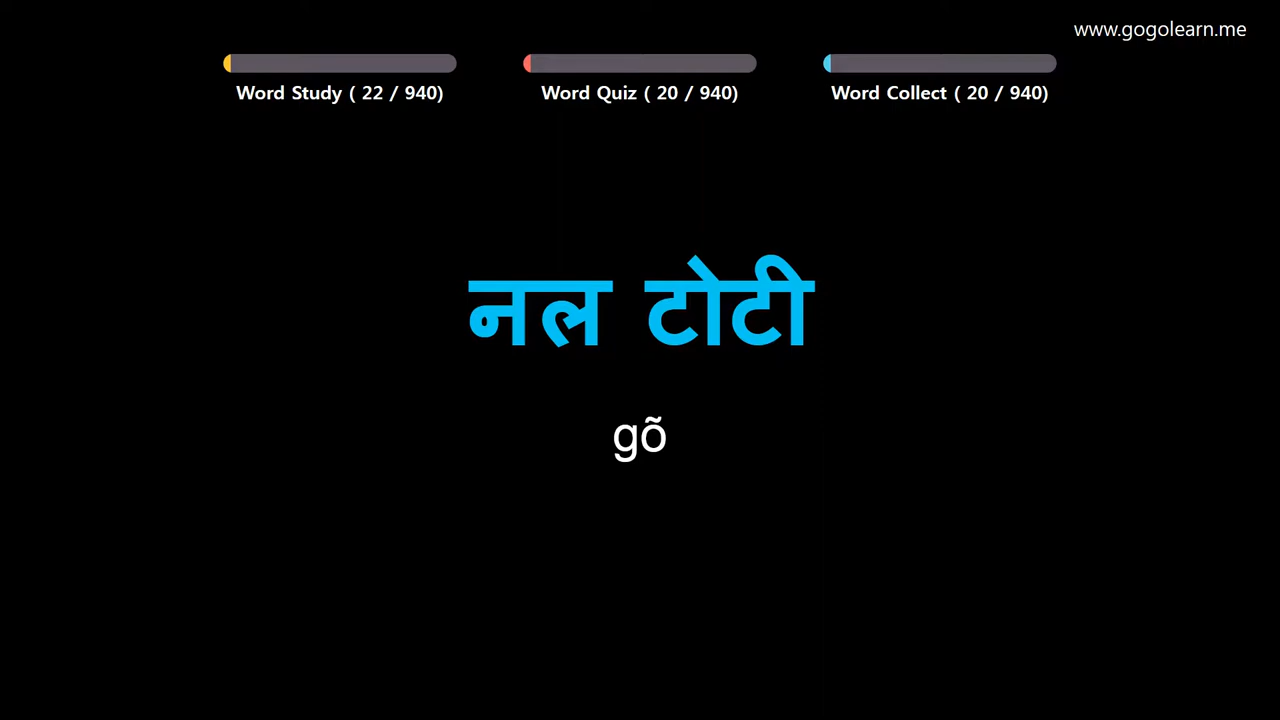 www.gogolearn.me
Word Study ( 22 / 940)
Word Quiz ( 20 / 940)
Word Collect ( 20 / 940)
नल टोटी
gõ